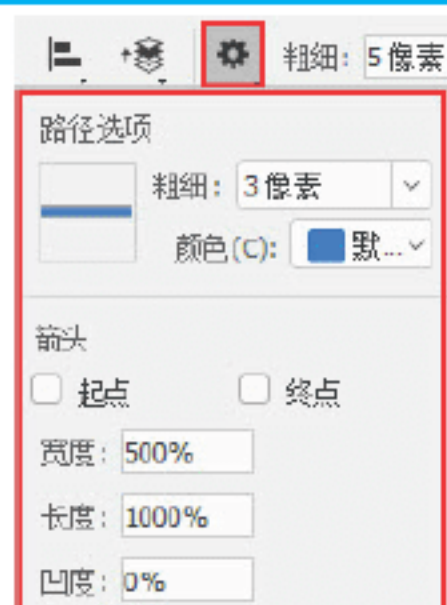 粗细: 5 像素
路径选项
粗细: 3 像素
颜色(C): 默...
箭头
起点 终点
宽度: 500%
长度: 1000%
凹度: 0%